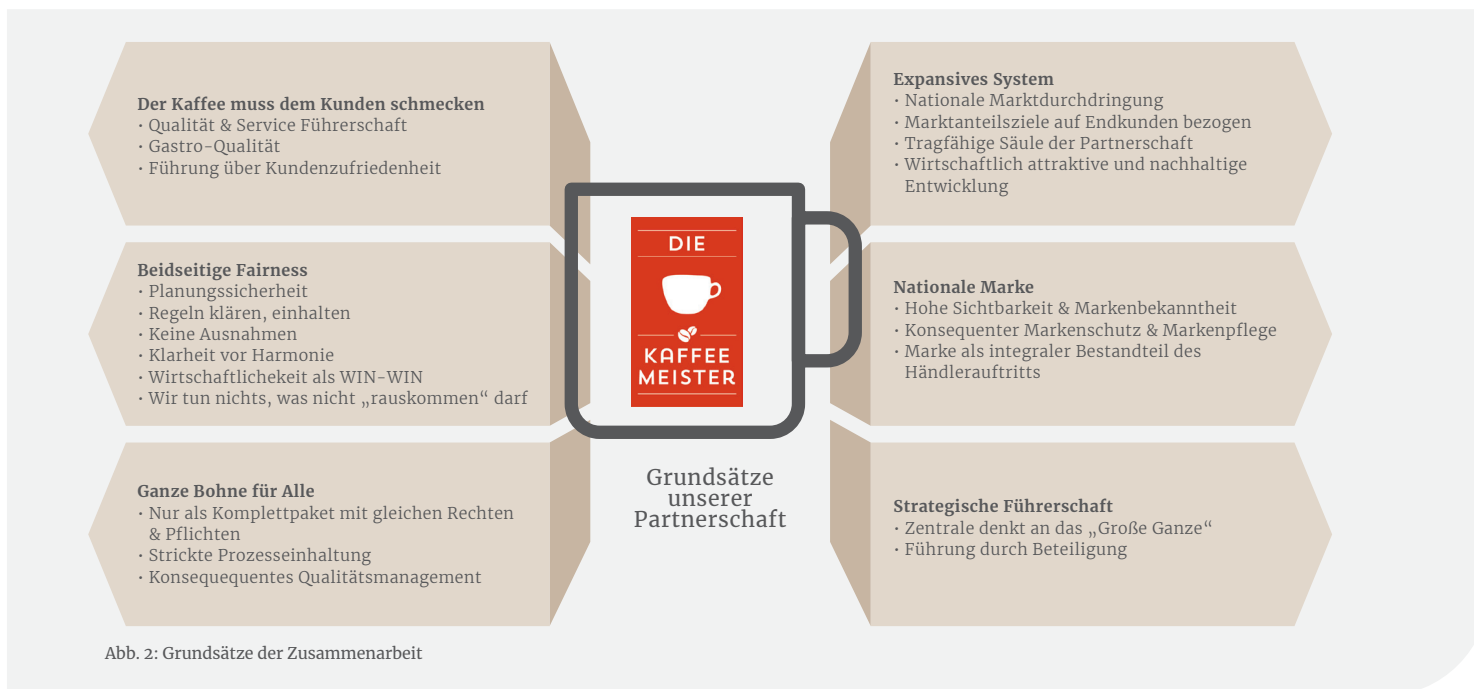 Der Kaffee muss dem Kunden schmecken
· Qualität & Service Führerschaft
· Gastro-Qualität
· Führung über Kundenzufriedenheit
Beidseitige Fairness
· Planungssicherheit
· Regeln klären, einhalten
· Keine Ausnahmen
· Klarheit vor Harmonie
· Wirtschaftlichekeit als WIN-WIN
· Wir tun nichts, was nicht „rauskommen“ darf
Ganze Bohne für Alle
· Nur als Komplettpaket mit gleichen Rechten
& Pflichten
· Strickte Prozesseinhaltung
· Konsequequentes Qualitätsmanagement
DIE
KAFFEE
MEISTER
Grundsätze
unserer
Partnerschaft
Expansives System
· Nationale Marktdurchdringung
· Marktanteilsziele auf Endkunden bezogen
· Tragfähige Säule der Partnerschaft
· Wirtschaftlich attraktive und nachhaltige
Entwicklung
Nationale Marke
· Hohe Sichtbarkeit & Markenbekanntheit
· Konsequenter Markenschutz & Markenpflege
· Marke als integraler Bestandteil des
Händlerauftritts
Strategische Führerschaft
· Zentrale denkt an das „Große Ganze“
· Führung durch Beteiligung
Abb. 2: Grundsätze der Zusammenarbeit